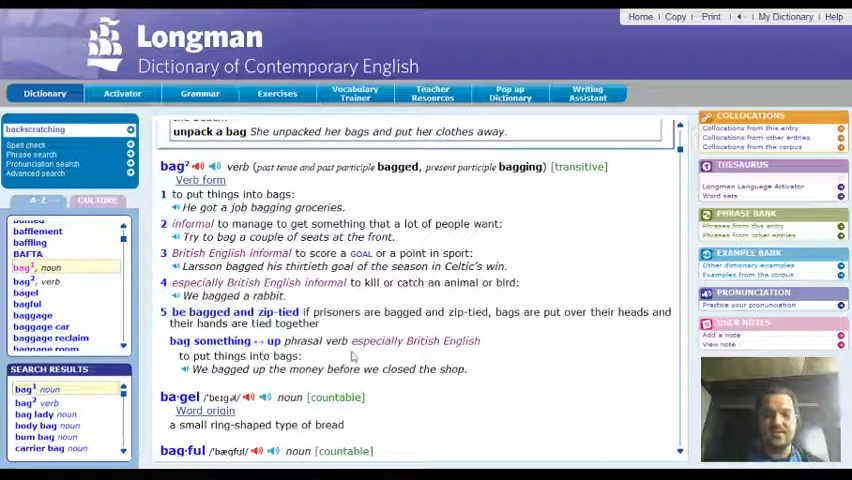 Home | Copy | Print | My Dictionary | Help
Longman
Dictionary of Contemporary English
Dictionary
Activator
Grammar
Exercises
Vocabulary Trainer
Teacher Resources
Pop up Dictionary
Writing Assistant
backscratching
Spell check
Phrase search
Pronunciation search
Advanced search
A-Z
CULTURE
bafflement
baffling
BAFTA
bag1, noun
bag2, verb
bagel
bagful
baggage
baggage car
baggage reclaim
baggage room
SEARCH RESULTS
bag1 noun
bag2 verb
bag lady noun
body bag noun
bum bag noun
carrier bag noun
unpack a bag She unpacked her bags and put her clothes away.
bag2 verb (past tense and past participle bagged, present participle bagging) [transitive]
Verb form
1 to put things into bags:
He got a job bagging groceries.
2 informal to manage to get something that a lot of people want:
Try to bag a couple of seats at the front.
3 British English informal to score a GOAL or a point in sport:
Larsson bagged his thirtieth goal of the season in Celtic's win.
4 especially British English informal to kill or catch an animal or bird:
We bagged a rabbit.
5 be bagged and zip-tied if prisoners are bagged and zip-tied, bags are put over their heads and
their hands are tied together
bag something ↔ up phrasal verb especially British English
to put things into bags:
We bagged up the money before we closed the shop.
ba·gel /ˈbeɪɡəl/ noun [countable]
Word origin
a small ring-shaped type of bread
bag·ful /ˈbæɡfʊl/ noun [countable]
COLLOCATIONS
Collocations from this entry
Collocations from other entries
Collocations from the corpus
THESAURUS
Longman Language Activator
Word sets
PHRASE BANK
Phrases from this entry
Phrases from other entries
EXAMPLE BANK
Other dictionary examples
Examples from the corpus
PRONUNCIATION
Practice your pronunciation
USER NOTES
Add a note
View note